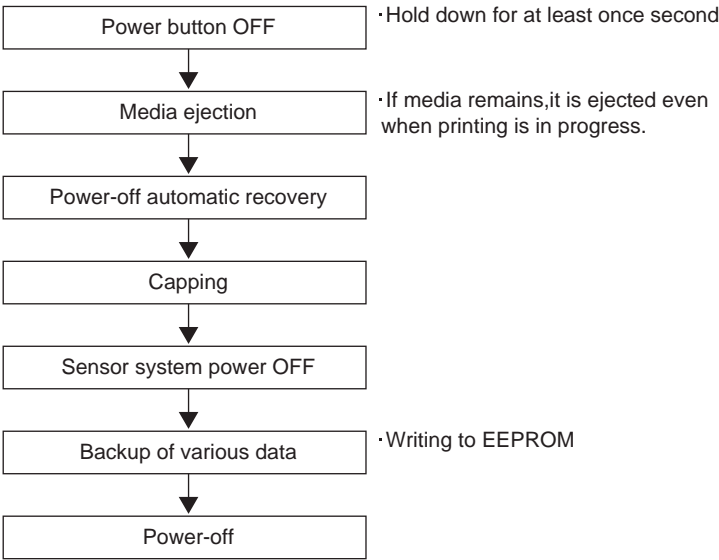 Power button OFF
·Hold down for at least once second
Media ejection
·If media remains,it is ejected even
when printing is in progress.
Power-off automatic recovery
Capping
Sensor system power OFF
Backup of various data
·Writing to EEPROM
Power-off